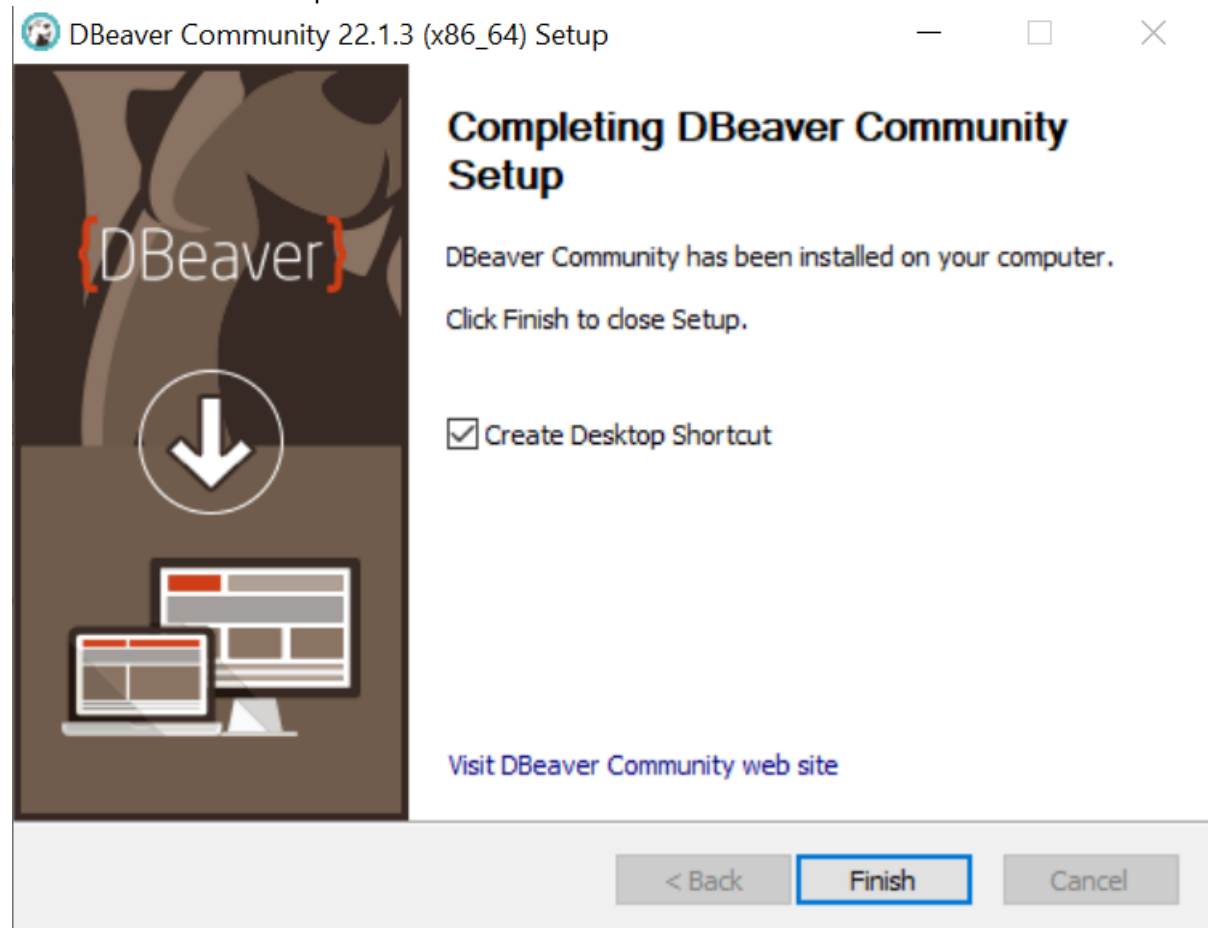 DBeaver Community 22.1.3 (x86_64) Setup
{DBeaver}
Completing DBeaver Community
Setup
DBeaver Community has been installed on your computer.
Click Finish to close Setup.
Create Desktop Shortcut
Visit DBeaver Community web site
< Back
Finish
Cancel